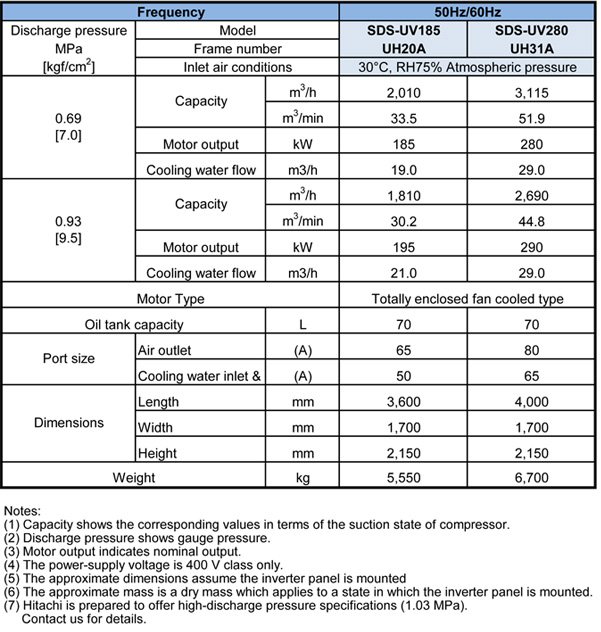 Frequency 50Hz/60Hz
Discharge pressure Model SDS-UV185 SDS-UV280
MPa Frame number UH20A UH31A
[kgf/cm²] Inlet air conditions 30°C, RH75% Atmospheric pressure
0.69
[7.0]
Capacity m³/h 2,010 3,115
m³/min 33.5 51.9
Motor output kW 185 280
Cooling water flow m3/h 19.0 29.0
0.93
[9.5]
Capacity m³/h 1,810 2,690
m³/min 30.2 44.8
Motor output kW 195 290
Cooling water flow m3/h 21.0 29.0
Motor Type Totally enclosed fan cooled type
Oil tank capacity L 70 70
Port size Air outlet (A) 65 80
Cooling water inlet & (A) 50 65
Dimensions Length mm 3,600 4,000
Width mm 1,700 1,700
Height mm 2,150 2,150
Weight kg 5,550 6,700
Notes:
(1) Capacity shows the corresponding values in terms of the suction state of compressor.
(2) Discharge pressure shows gauge pressure.
(3) Motor output indicates nominal output.
(4) The power-supply voltage is 400 V class only.
(5) The approximate dimensions assume the inverter panel is mounted
(6) The approximate mass is a dry mass which applies to a state in which the inverter panel is mounted.
(7) Hitachi is prepared to offer high-discharge pressure specifications (1.03 MPa).
Contact us for details.